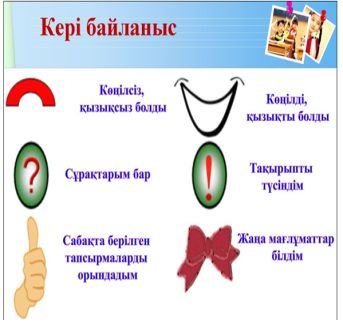 Кері байланыс
Көңілсіз,
қызықсыз болды
Көңілді,
қызықты болды
?
Сұрақтарым бар
!
Тақырыпты
түсіндім
Сабақта берілген
тапсырмаларды
орындадым
Жаңа мағлұматтар
білдім